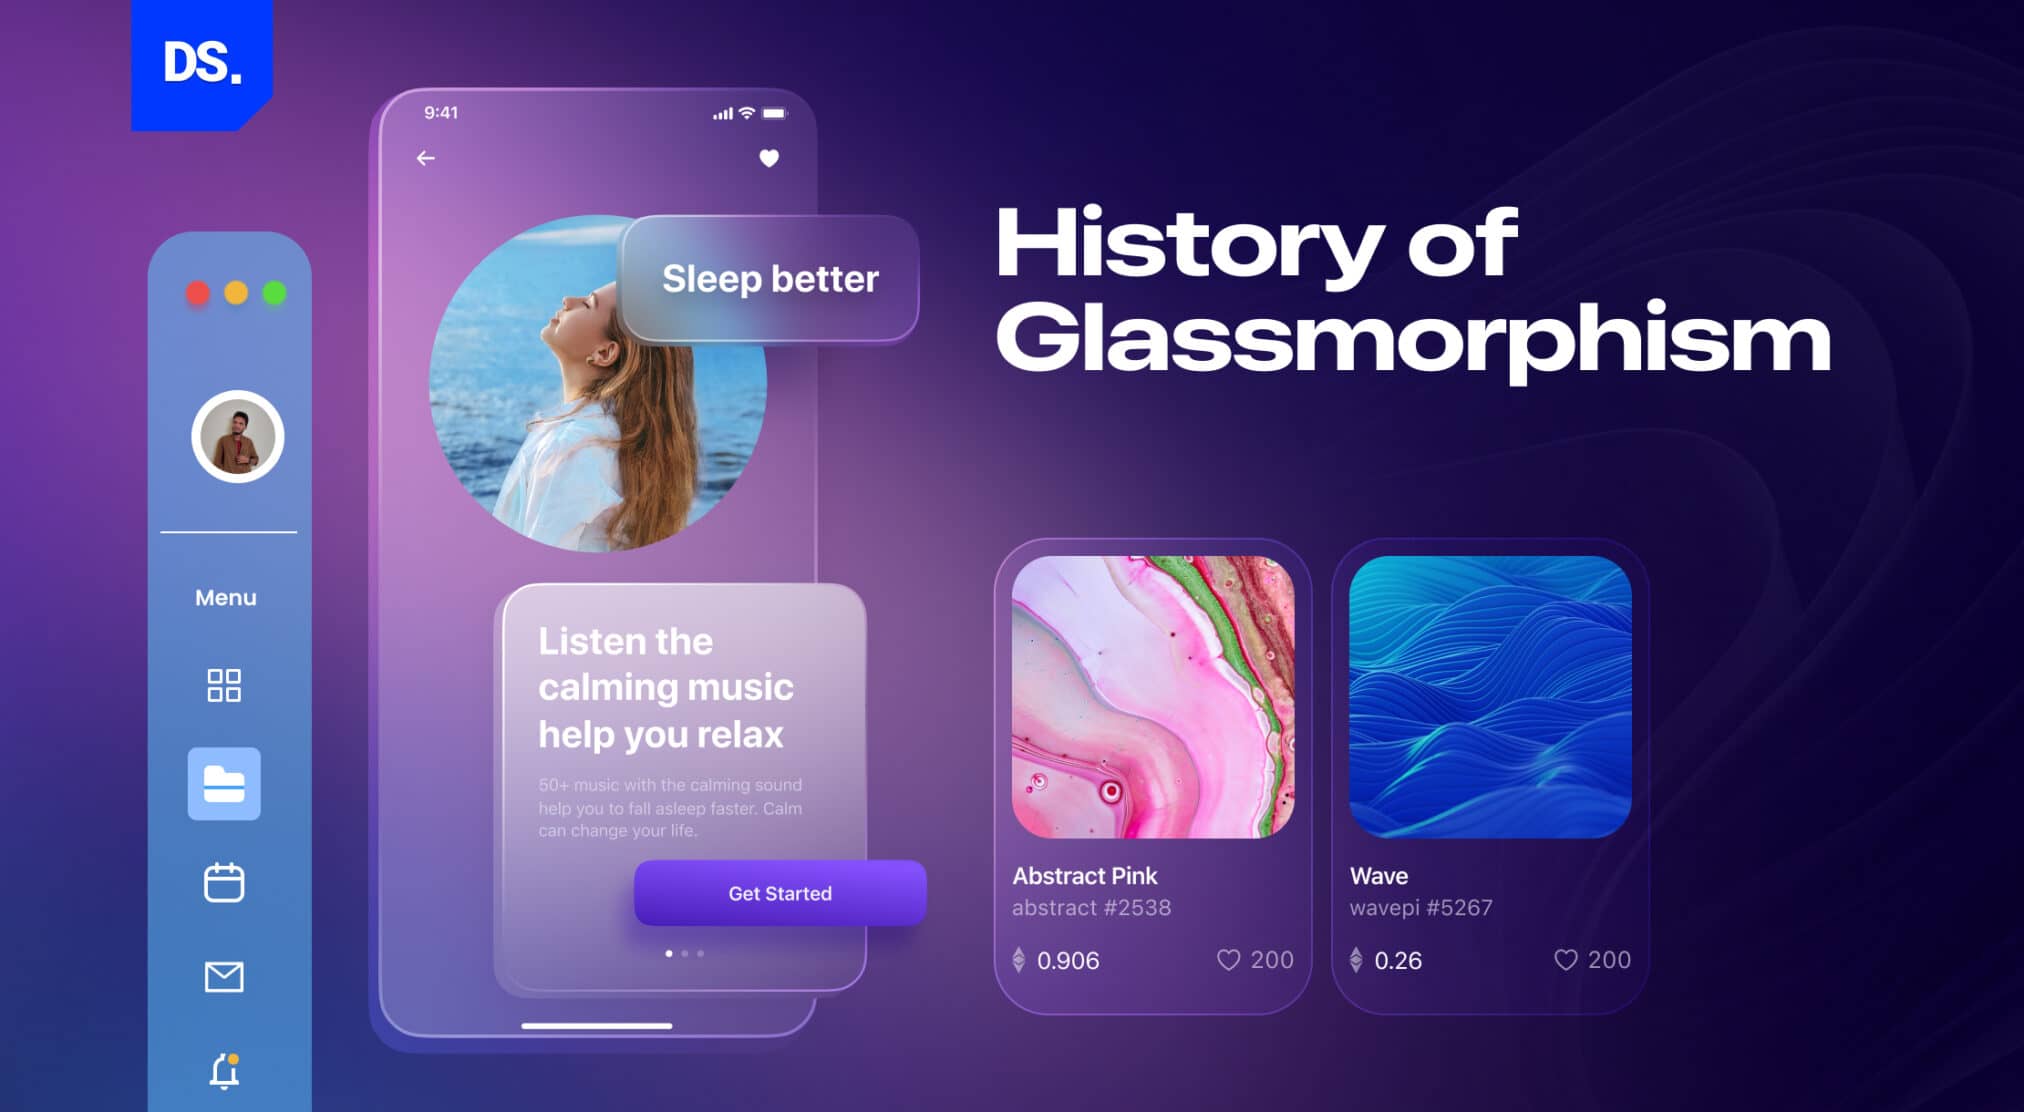 DS.
9:41
Sleep better
History of
Glassmorphism
Menu
Listen the
calming music
help you relax
50+ music with the calming sound
help you to fall asleep faster. Calm
can change your life.
Get Started
Abstract Pink
abstract #2538
0.906
200
Wave
wavepi #5267
0.26
200